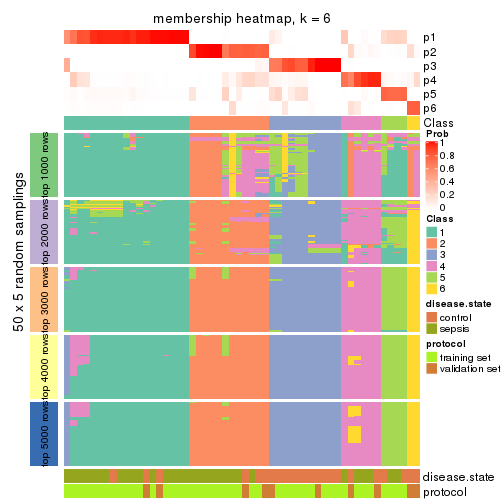 membership heatmap, k = 6
p1
p2
p3
p4
p5
p6
Class
50 x 5 random samplings
top 1000 rows
top 2000 rows
top 3000 rows
top 4000 rows
top 5000 rows
disease.state
protocol
Prob
1
0.8
0.6
0.4
0.2
0
Class
1
2
3
4
5
6
disease.state
control
sepsis
protocol
training set
validation set